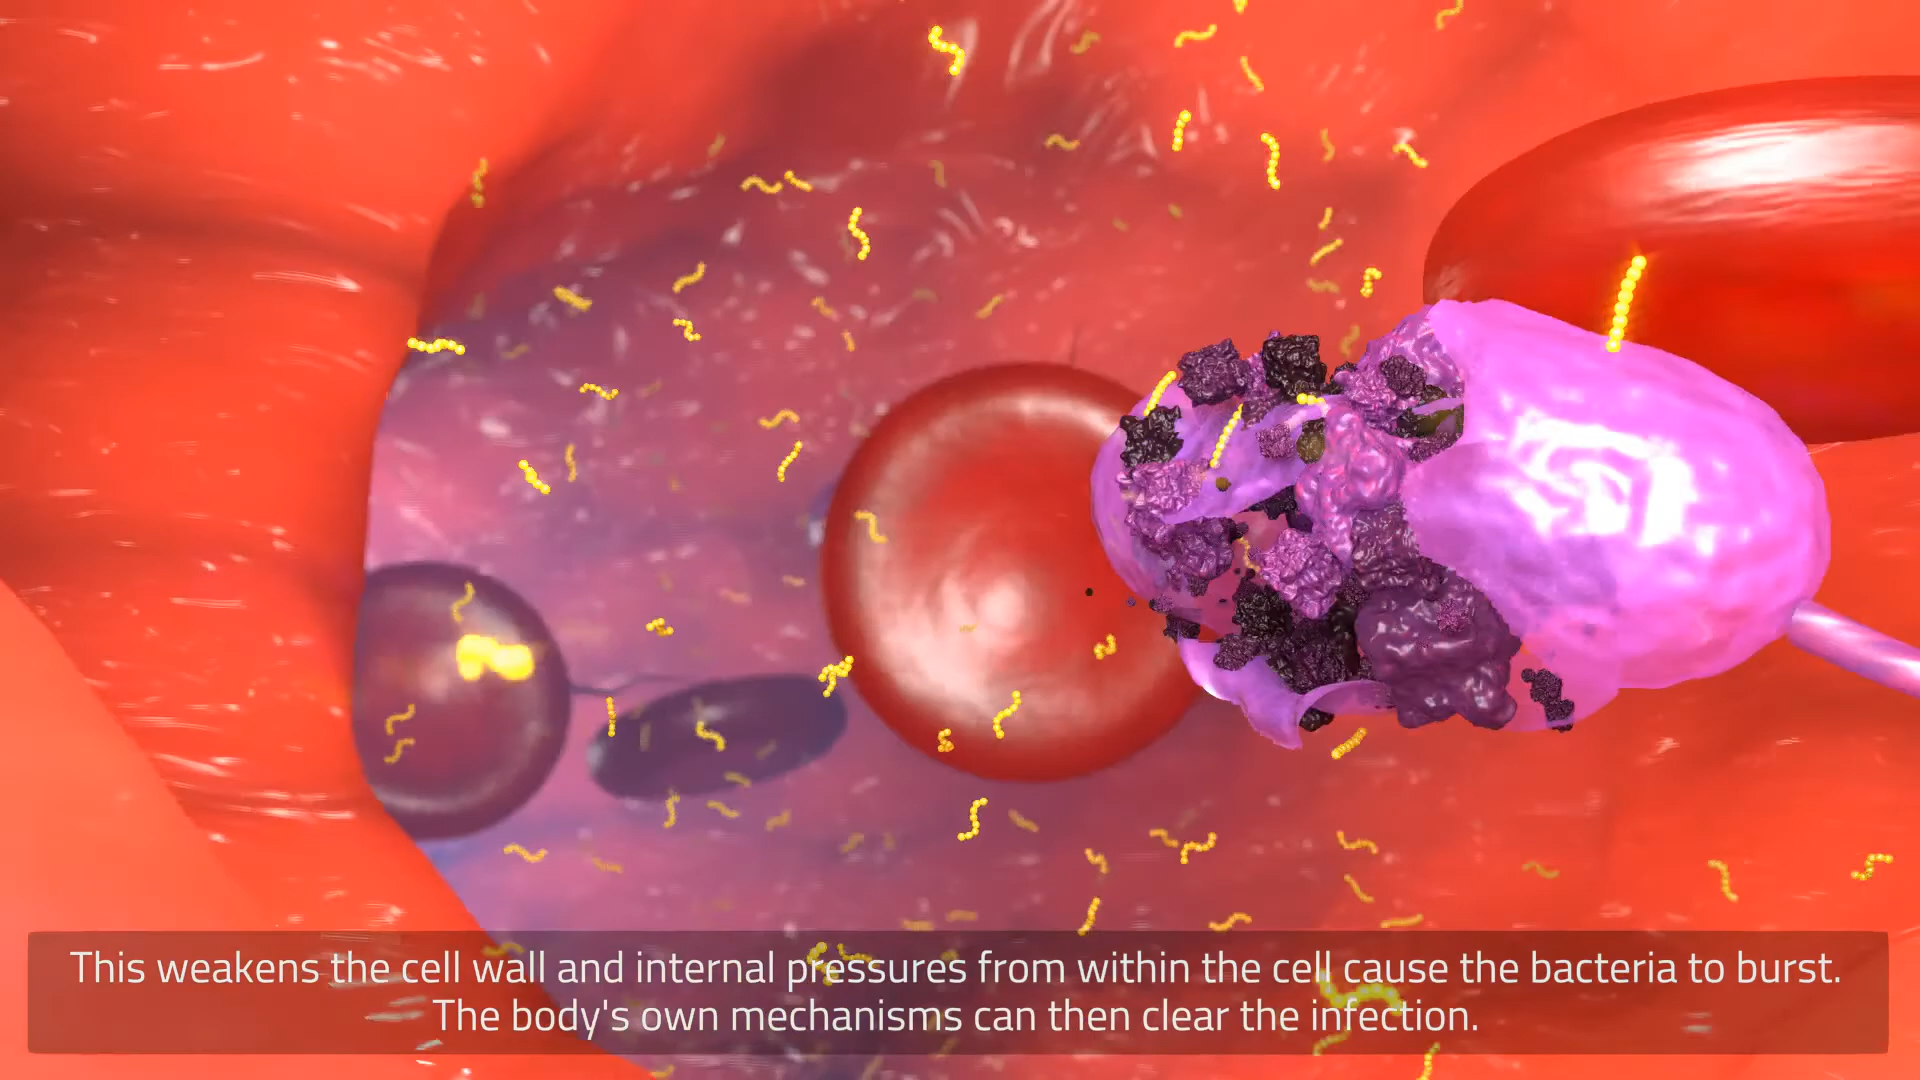 This weakens the cell wall and internal pressures from within the cell cause the bacteria to burst.
The body's own mechanisms can then clear the infection.